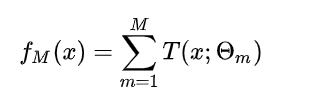 f_M(x) = \sum_{m=1}^{M} T(x; \Theta_m)